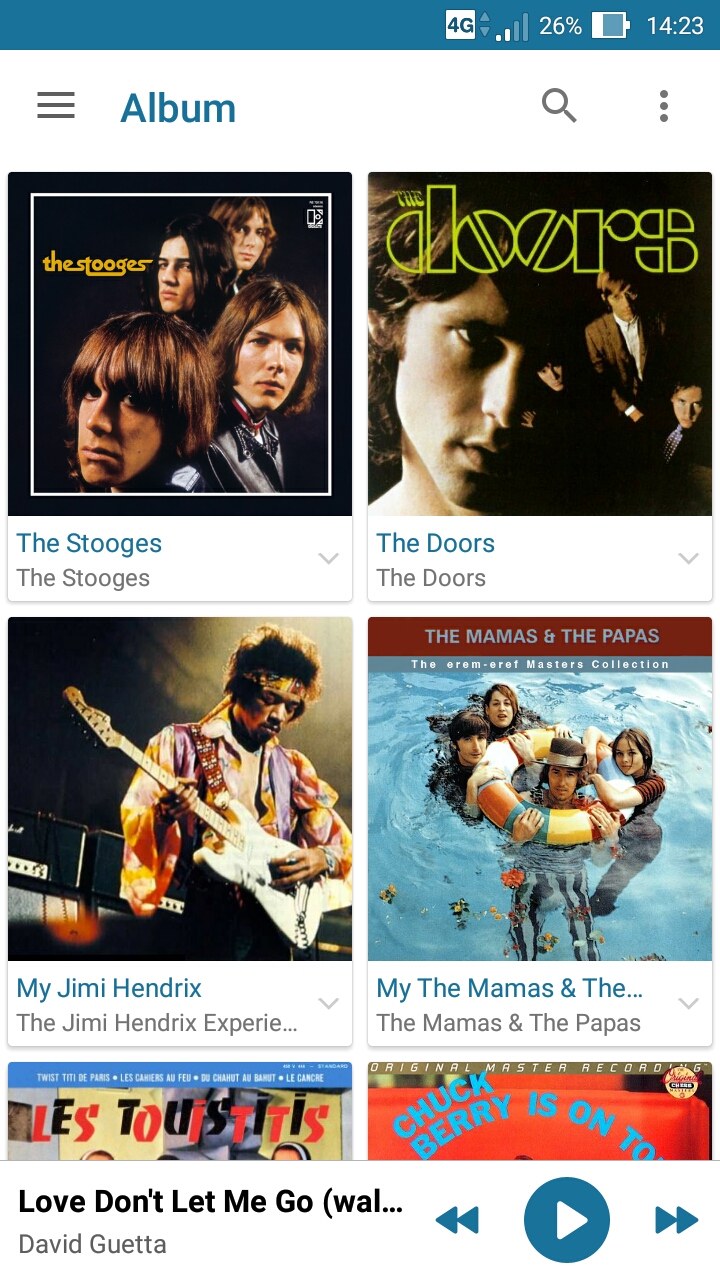 4G 26% 14:23
Album
thestooges
THE
doors
The Stooges
The Stooges
The Doors
The Doors
THE MAMAS & THE PAPAS
The erem-eref Masters Collection
My Jimi Hendrix
The Jimi Hendrix Experie...
My The Mamas & The...
The Mamas & The Papas
TWIST TITI DE PARIS • LES CAHIERS AU FEU • DU CHAHUT AU BAHUT • LE CANCRE
LES TOUISTITIS
ORIGINAL MASTER RECORDING
CHUCK
BERRY IS ON TO
Love Don't Let Me Go (wal...
David Guetta